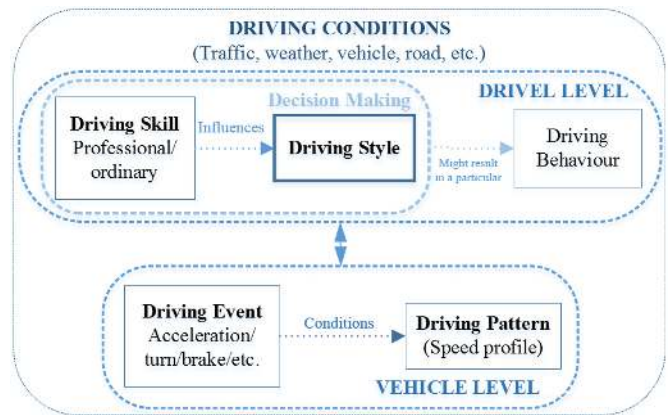 DRIVING CONDITIONS
(Traffic, weather, vehicle, road, etc.)
DRIVEL LEVEL
Decision Making
Driving Skill
Professional/
ordinary
Influences
Driving Style
Might result
in a particular
Driving
Behaviour
Driving Event
Acceleration/
turn/brake/etc.
Conditions
Driving Pattern
(Speed profile)
VEHICLE LEVEL